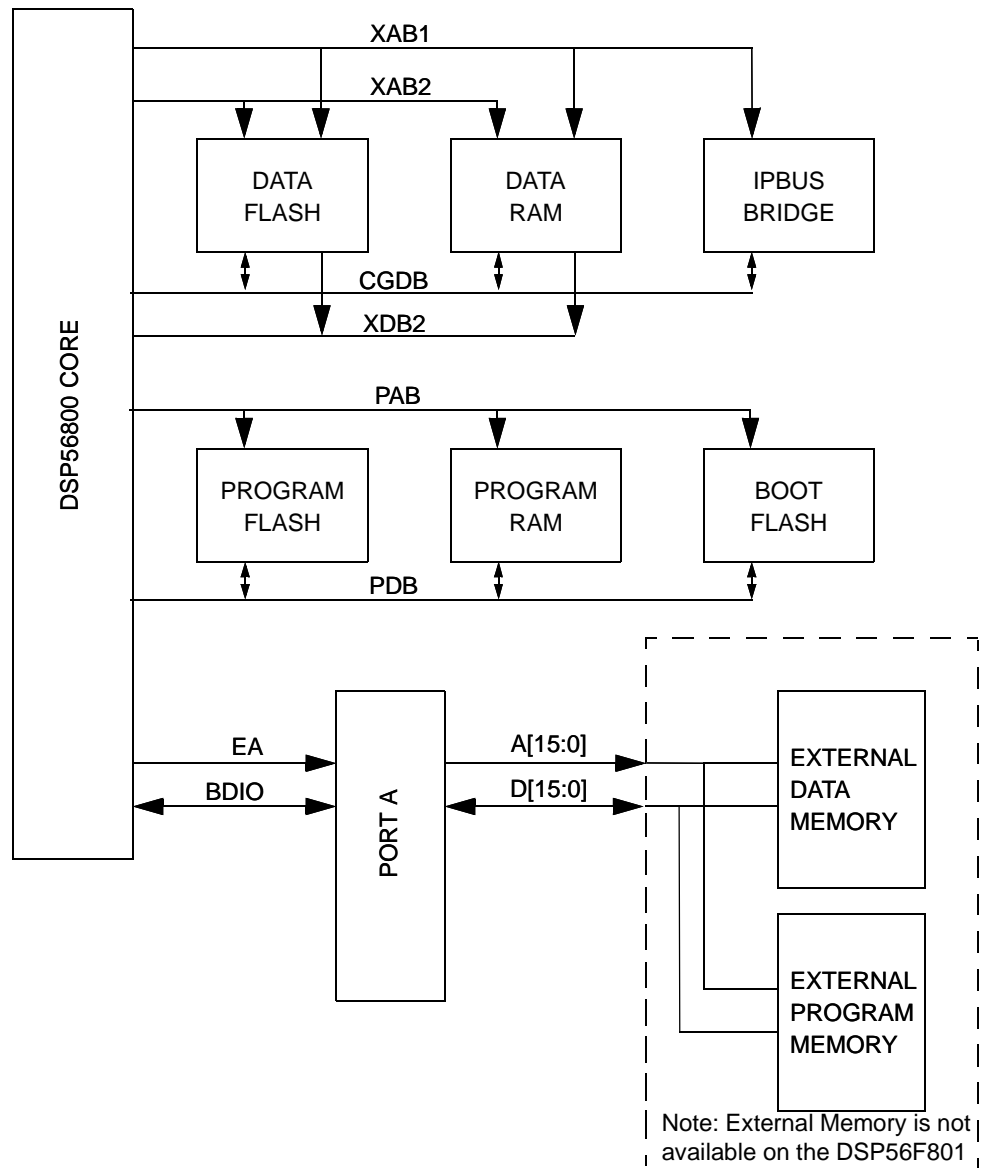 XAB1
XAB2
DATA
FLASH
DATA
RAM
IPBUS
BRIDGE
CGDB
XDB2
DSP56800 CORE
PAB
PROGRAM
FLASH
PROGRAM
RAM
BOOT
FLASH
PDB
EA
BDIO
PORT A
A[15:0]
D[15:0]
EXTERNAL
DATA
MEMORY
EXTERNAL
PROGRAM
MEMORY
Note: External Memory is not
available on the DSP56F801